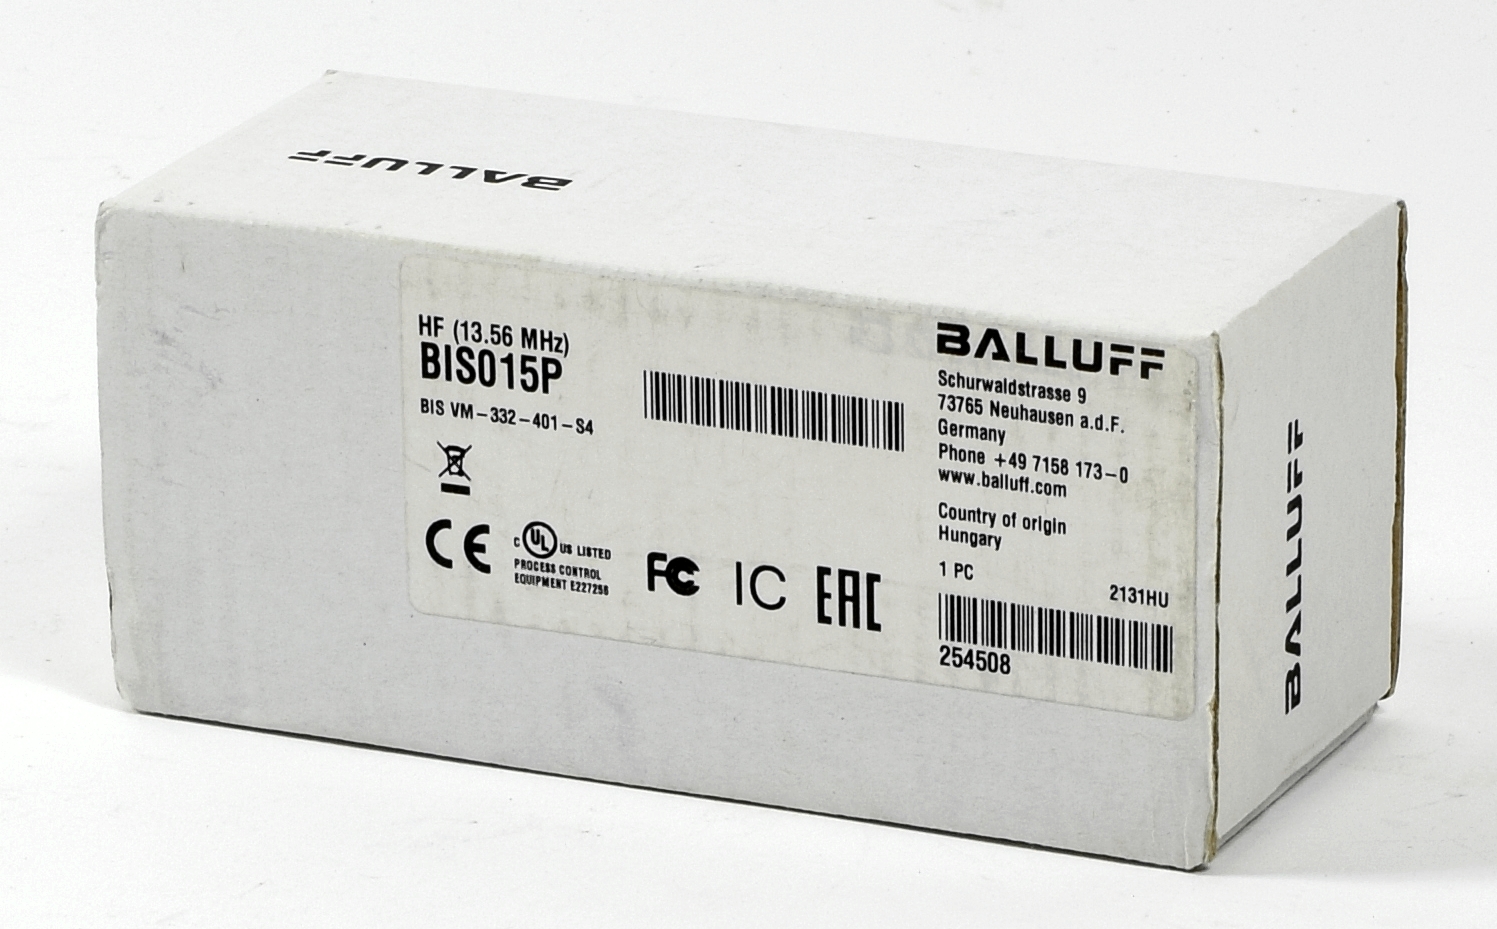 BALLUFF
HF (13.56 MHz)
BIS015P
BIS VM-332-401-S4
CE
C UL US LISTED
PROCESS CONTROL
EQUIPMENT E227256
FC
IC
EAC
BALLUFF
Schurwaldstrasse 9
73765 Neuhausen a.d.F.
Germany
Phone +49 7158 173-0
www.balluff.com
Country of origin
Hungary
1 PC
2131HU
254508
BALLUFF